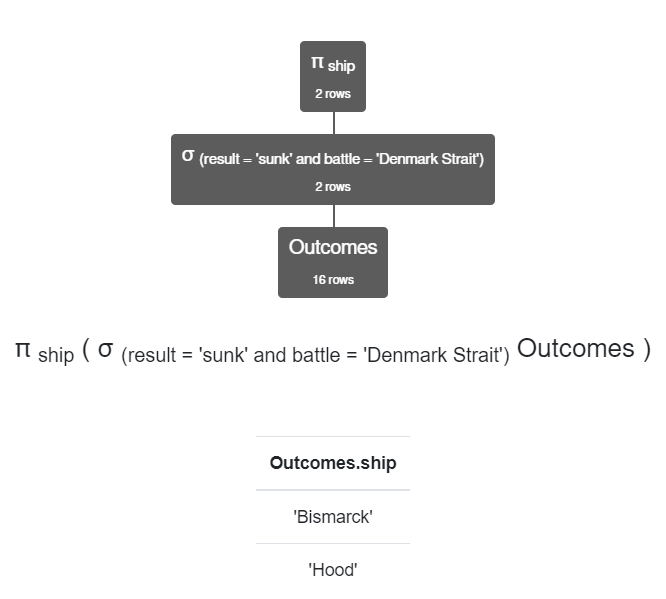 π ship
2 rows
σ (result = 'sunk' and battle = 'Denmark Strait')
2 rows
Outcomes
16 rows
π ship ( σ (result = 'sunk' and battle = 'Denmark Strait') Outcomes )
Outcomes.ship
'Bismarck'
'Hood'